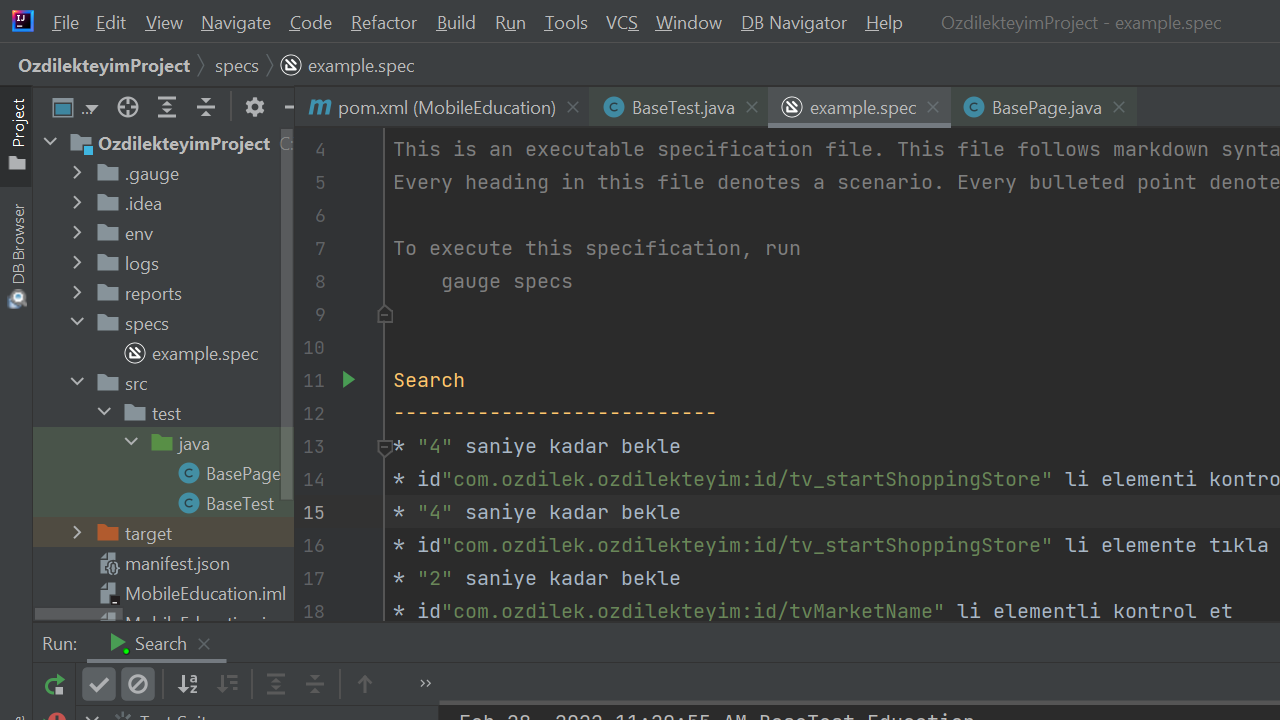 File Edit View Navigate Code Refactor Build Run Tools VCS Window DB Navigator Help OzdilekteyimProject - example.spec
OzdilekteyimProject specs example.spec
Project
DB Browser
OzdilekteyimProject
.gauge
.idea
env
logs
reports
specs
example.spec
src
test
java
BasePage
BaseTest
target
manifest.json
MobileEducation.iml
pom.xml (MobileEducation) BaseTest.java example.spec BasePage.java
4 This is an executable specification file. This file follows markdown synta
5 Every heading in this file denotes a scenario. Every bulleted point denote
6
7 To execute this specification, run
8 gauge specs
9
10
11 Search
12 ---------------------------
13 * "4" saniye kadar bekle
14 * id"com.ozdilek.ozdilekteyim:id/tv_startShoppingStore" li elementi kontro
15 * "4" saniye kadar bekle
16 * id"com.ozdilek.ozdilekteyim:id/tv_startShoppingStore" li elemente tıkla
17 * "2" saniye kadar bekle
18 * id"com.ozdilek.ozdilekteyim:id/tvMarketName" li elementli kontrol et
Run: Search